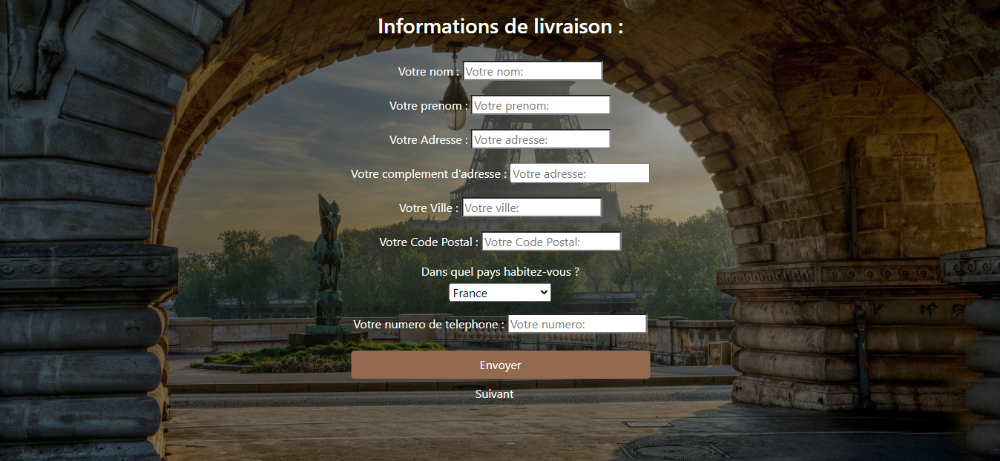 Informations de livraison :
Votre nom : Votre nom:
Votre prenom : Votre prenom:
Votre Adresse : Votre adresse:
Votre complement d'adresse : Votre adresse:
Votre Ville : Votre ville:
Votre Code Postal : Votre Code Postal:
Dans quel pays habitez-vous ?
France
Votre numero de telephone : Votre numero:
Envoyer
Suivant